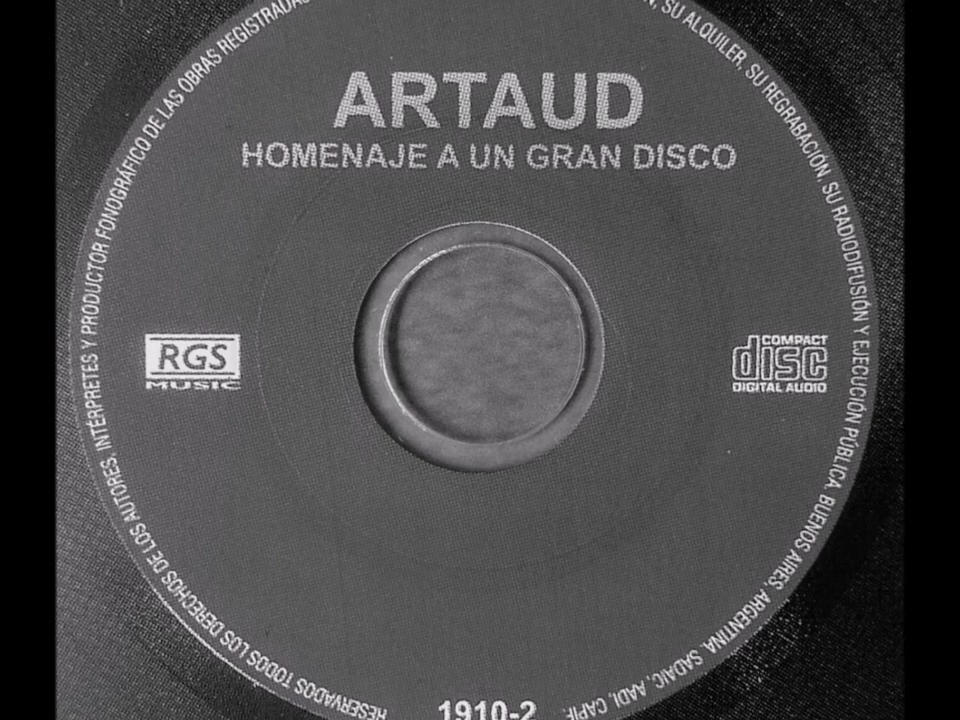 ARTAUD
HOMENAJE A UN GRAN DISCO
RGS
MUSIC
COMPACT
disc
DIGITAL AUDIO
1910-2
RESERVADOS TODOS LOS DERECHOS DE LOS AUTORES, INTÉRPRETES Y PRODUCTOR FONOGRÁFICO DE LAS OBRAS REGISTRADAS
SU ALQUILER, SU REGRABACIÓN, SU RADIODIFUSIÓN Y EJECUCIÓN PÚBLICA. BUENOS AIRES, ARGENTINA. SADAIC, AADI, CAPIF.